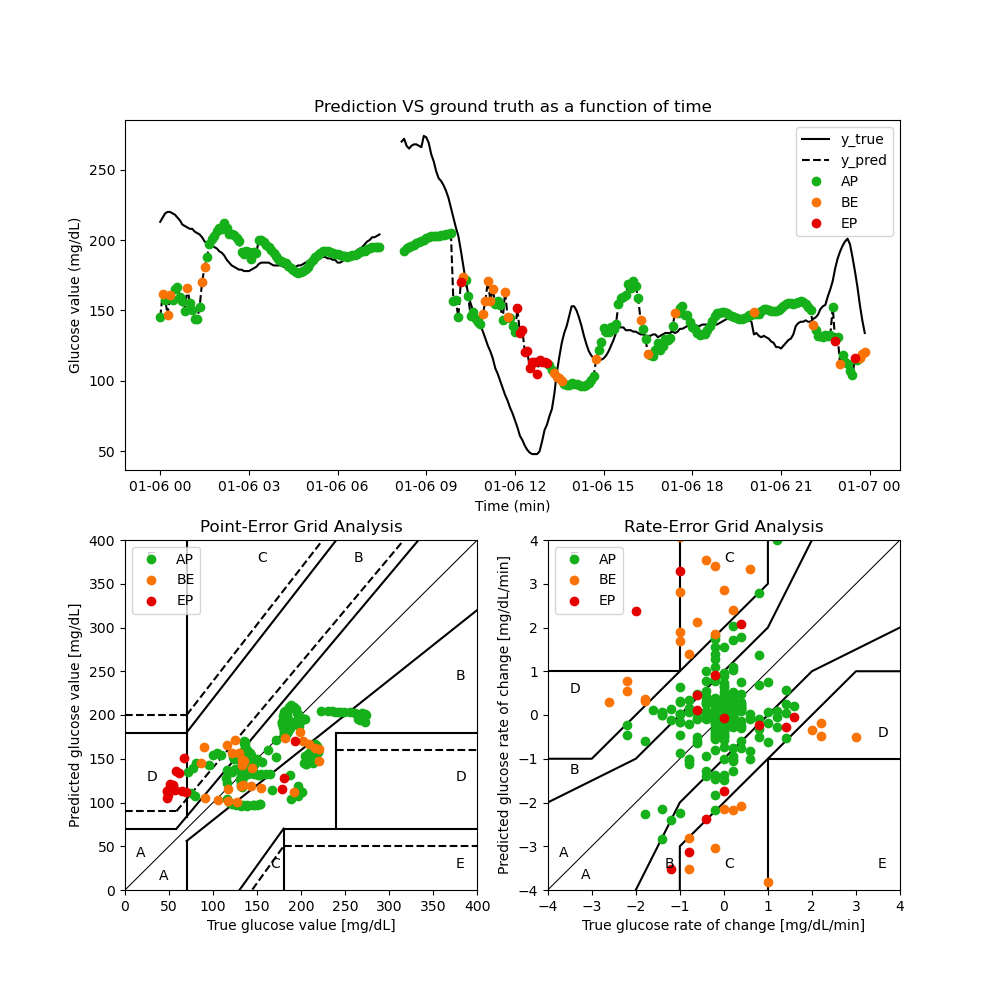 Prediction VS ground truth as a function of time
Glucose value (mg/dL)
250
200
150
100
50
y_true
y_pred
AP
BE
EP
01-06 00 01-06 03 01-06 06 01-06 09 01-06 12 01-06 15 01-06 18 01-06 21 01-07 00
Time (min)
Point-Error Grid Analysis
Predicted glucose value [mg/dL]
400
350
300
250
200
150
100
50
0
AP
BE
EP
C
B
B
D
D
A
A
C
E
0 50 100 150 200 250 300 350 400
True glucose value [mg/dL]
Rate-Error Grid Analysis
Predicted glucose rate of change [mg/dL/min]
4
3
2
1
0
−1
−2
−3
−4
AP
BE
EP
C
D
D
B
A
A
B
C
E
−4 −3 −2 −1 0 1 2 3 4
True glucose rate of change [mg/dL/min]